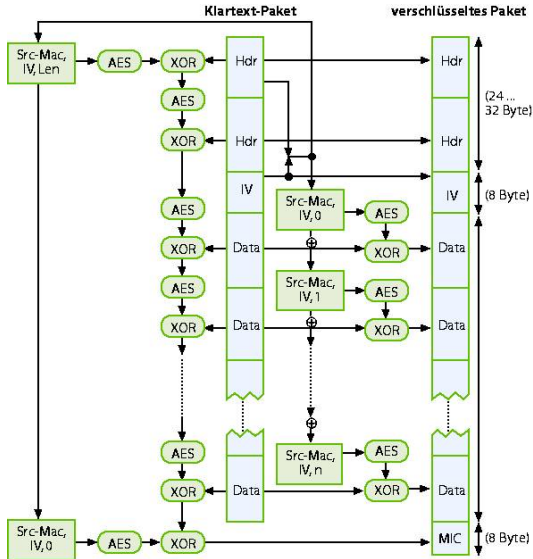 Klartext-Paket
verschlüsseltes Paket
Src-Mac,
IV,Len
AES
XOR
Hdr
Hdr
AES
(24 ...
32 Byte)
XOR
Hdr
Hdr
IV
IV
(8 Byte)
Src-Mac,
IV,0
AES
AES
XOR
Data
XOR
Data
AES
Src-Mac,
IV,1
AES
XOR
Data
XOR
Data
AES
Src-Mac,
IV,n
AES
XOR
Data
XOR
Data
Src-Mac,
IV,0
AES
XOR
MIC
(8 Byte)